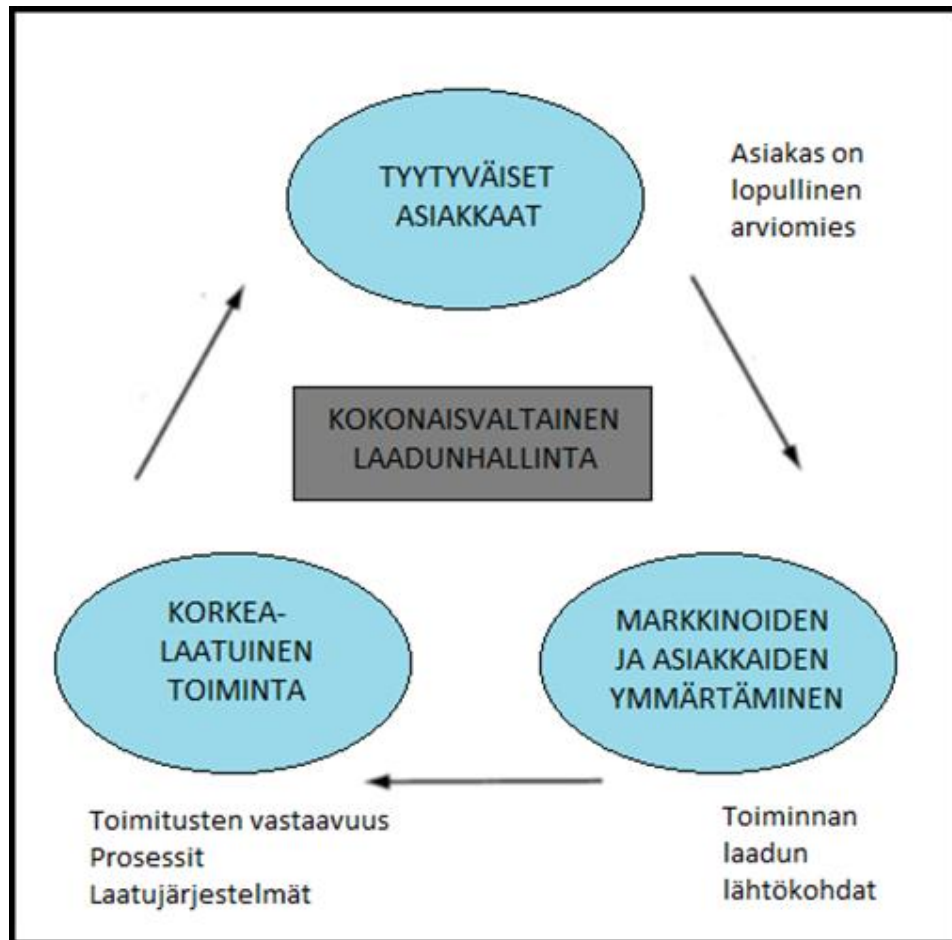 TYYTYVÄISET
ASIAKKAAT
Asiakas on
lopullinen
arviomies
KOKONAISVALTAINEN
LAADUNHALLINTA
KORKEA-
LAATUINEN
TOIMINTA
MARKKINOIDEN
JA ASIAKKAIDEN
YMMÄRTÄMINEN
Toimitusten vastaavuus
Prosessit
Laatujärjestelmät
Toiminnan
laadun
lähtökohdat